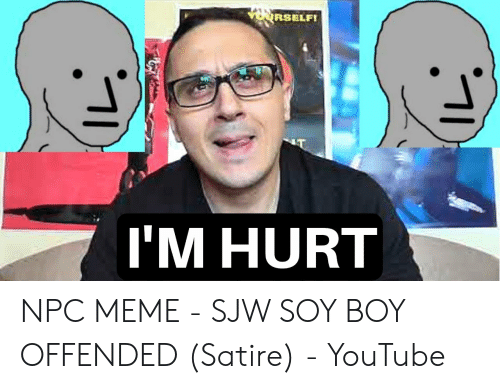 YOURSELF!
I'M HURT
NPC MEME - SJW SOY BOY
OFFENDED (Satire) - YouTube